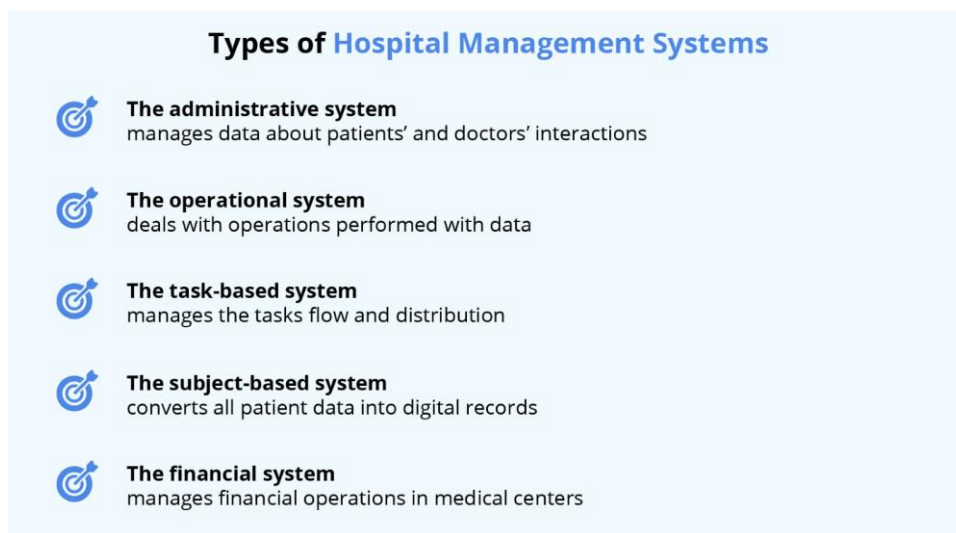 Types of Hospital Management Systems
The administrative system
manages data about patients’ and doctors’ interactions
The operational system
deals with operations performed with data
The task-based system
manages the tasks flow and distribution
The subject-based system
converts all patient data into digital records
The financial system
manages financial operations in medical centers